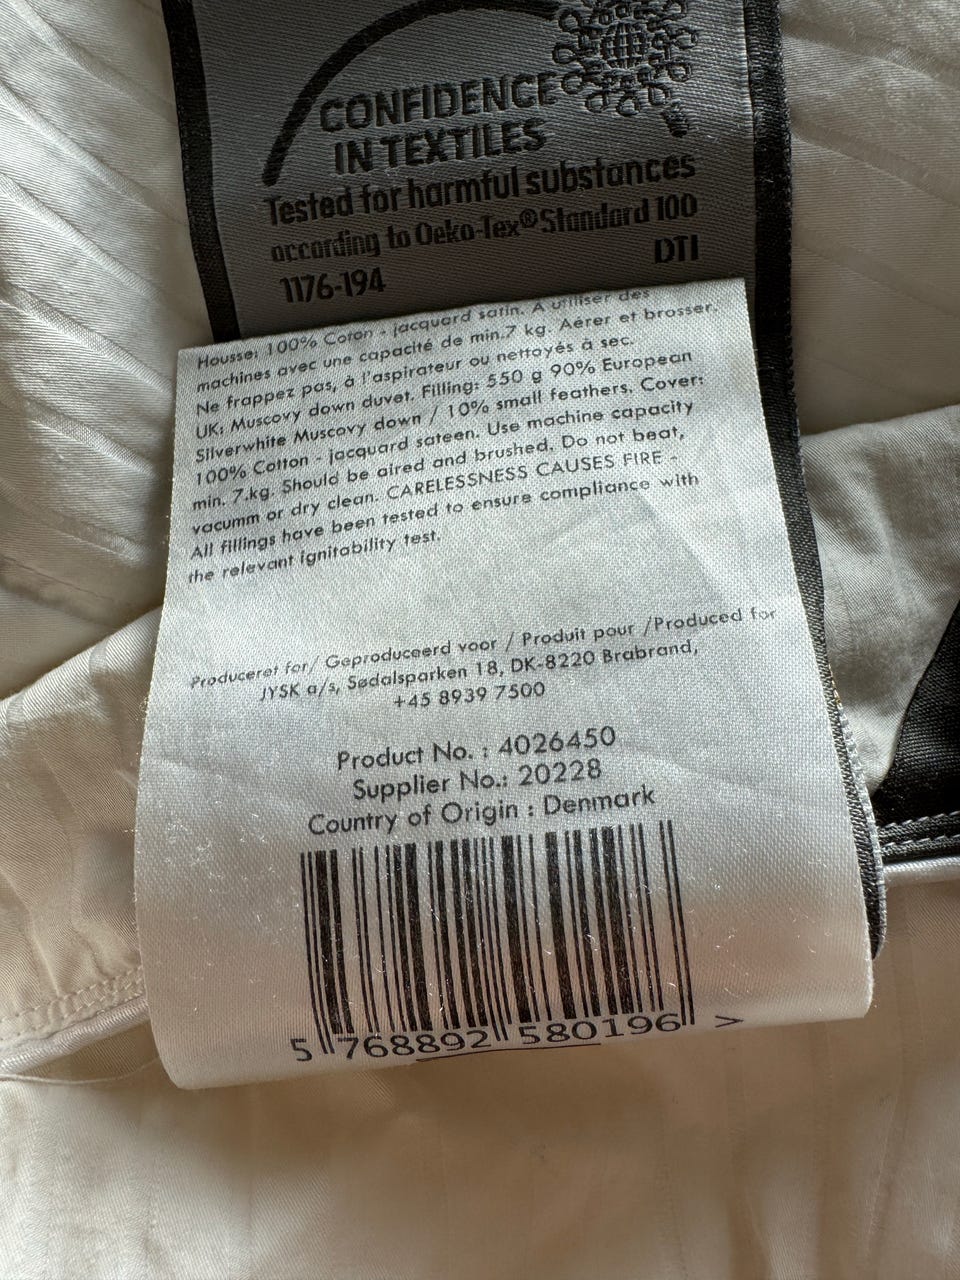 CONFIDENCE
IN TEXTILES
Tested for harmful substances
according to Oeko-Tex® Standard 100
1176-194 DTI
Housse: 100% Coton - jacquard satin. A utiliser des
machines avec une capacité de min.7 kg. Aérer et brosser.
Ne frappez pas, à l'aspirateur ou nettoyés à sec.
UK: Muscovy down duvet. Filling: 550 g 90% European
Silverwhite Muscovy down / 10% small feathers. Cover:
100% Cotton - jacquard sateen. Use machine capacity
min. 7.kg. Should be aired and brushed. Do not beat,
vacumm or dry clean. CARELESSNESS CAUSES FIRE -
All fillings have been tested to ensure compliance with
the relevant ignitability test.
Produceret for/ Geproduceerd voor / Produit pour /Produced for
JYSK a/s, Sødalsparken 18, DK-8220 Brabrand,
+45 8939 7500
Product No. : 4026450
Supplier No.: 20228
Country of Origin : Denmark
5 768892 580196 >